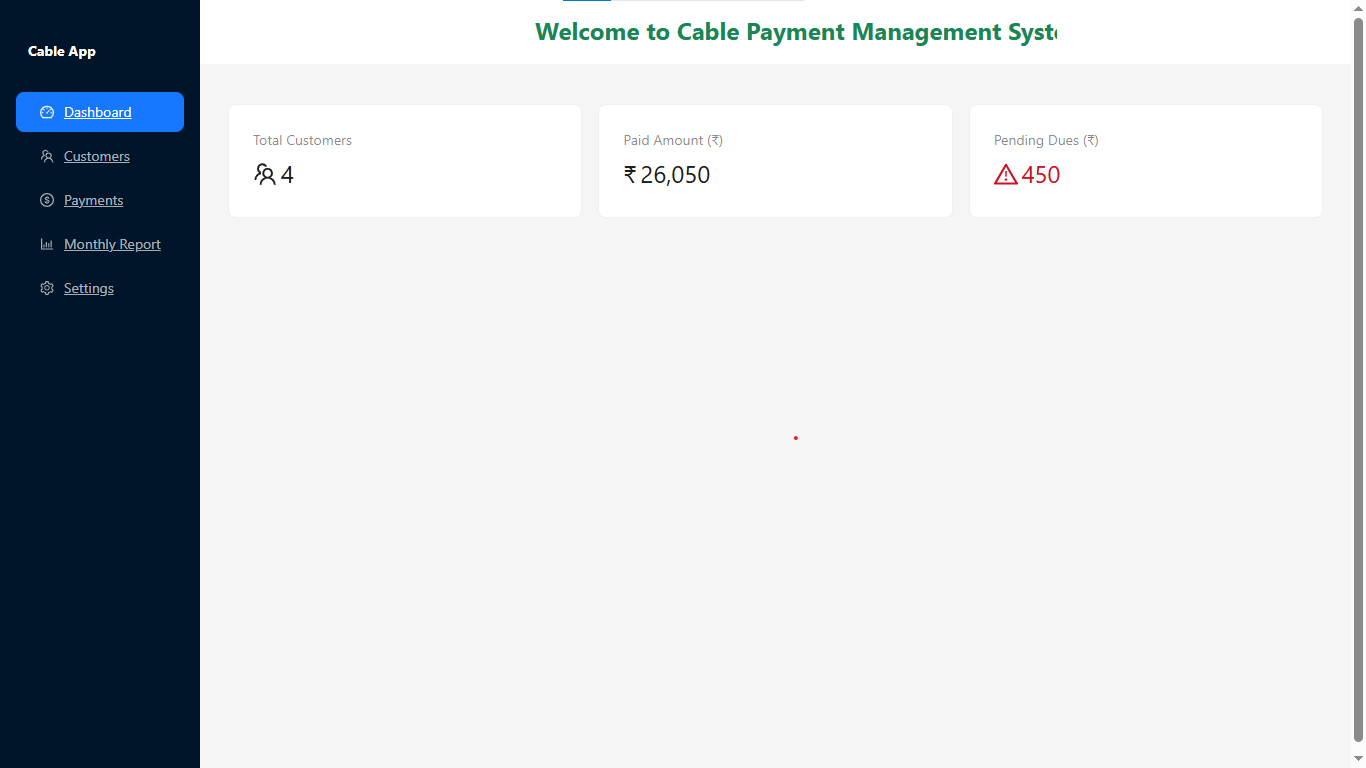 Cable App
Dashboard
Customers
Payments
Monthly Report
Settings
Welcome to Cable Payment Management Syst
Total Customers
4
Paid Amount (₹)
₹ 26,050
Pending Dues (₹)
450